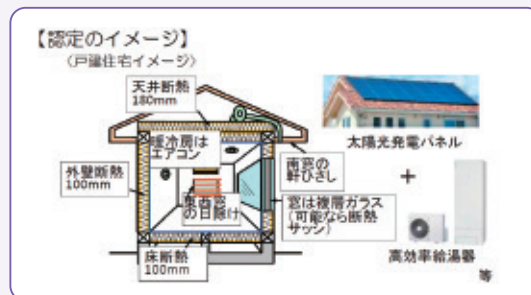 【認定のイメージ】
〈戸建住宅イメージ〉
天井断熱
180mm
暖冷房は
エアコン
外壁断熱
100mm
東西窓
の日除け
床断熱
100mm
南窓の
軒ひさし
窓は複層ガラス
(可能なら断熱
サッシ)
太陽光発電パネル
+
高効率給湯器
等